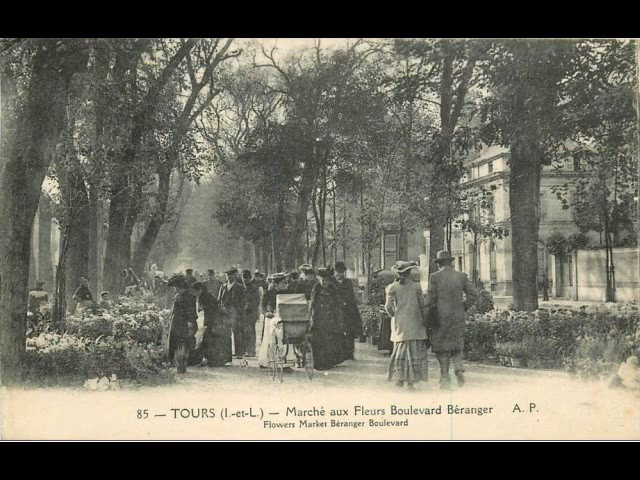 85 — TOURS (I.-et-L.) — Marché aux Fleurs Boulevard Béranger A. P.
Flowers Market Béranger Boulevard